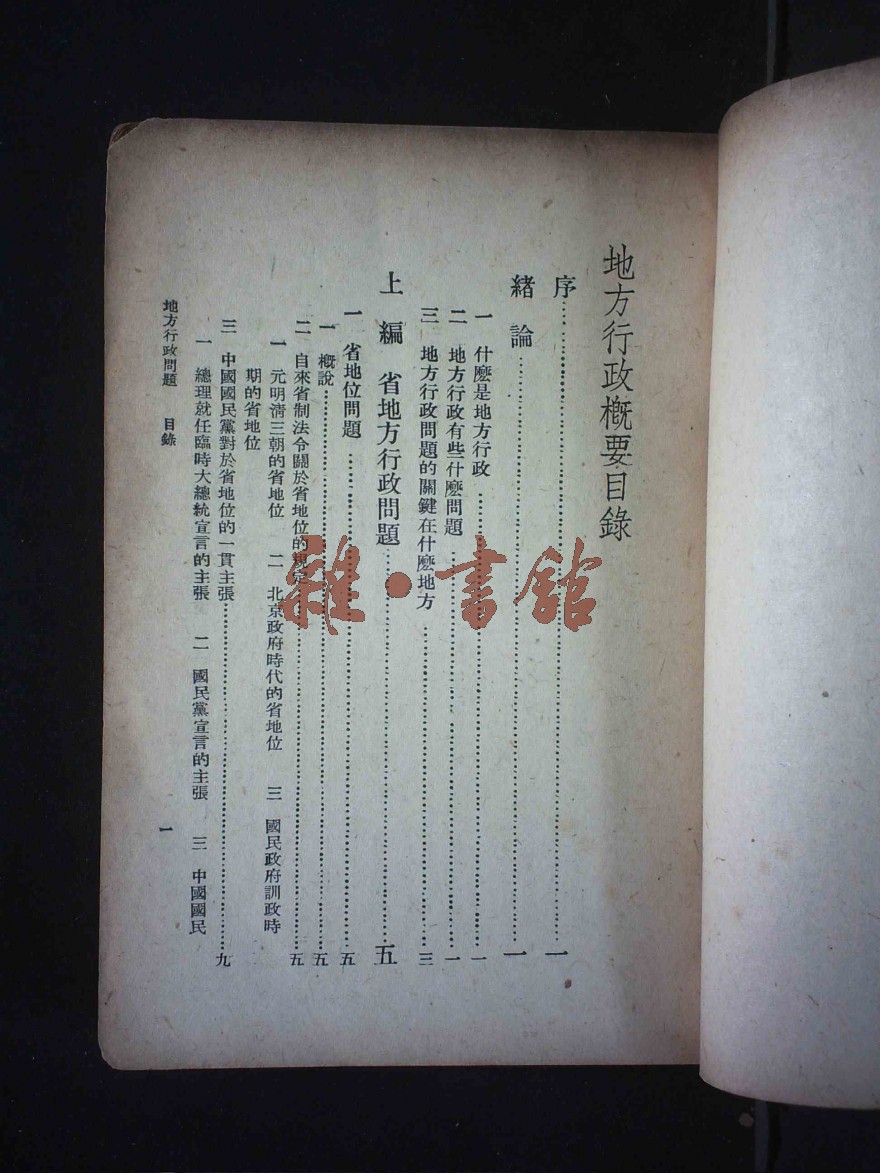 地方行政概要目錄
序……一
緒論……一
一 什麽是地方行政……一
二 地方行政有些什麽問題……一
三 地方行政問題的關鍵在什麽地方……三
上編 省地方行政問題……五
一 省地位問題……五
一 概說……五
二 自來省制法令關於省地位的規定……五
一 元明淸三朝的省地位 二 北京政府時代的省地位 三 國民政府訓政時
期的省地位
三 中國國民黨對於省地位的一貫主張……九
一 總理就任臨時大總統宣言的主張 二 國民黨宣言的主張 三 中國國民
地方行政問題 目錄 一
雜·書館